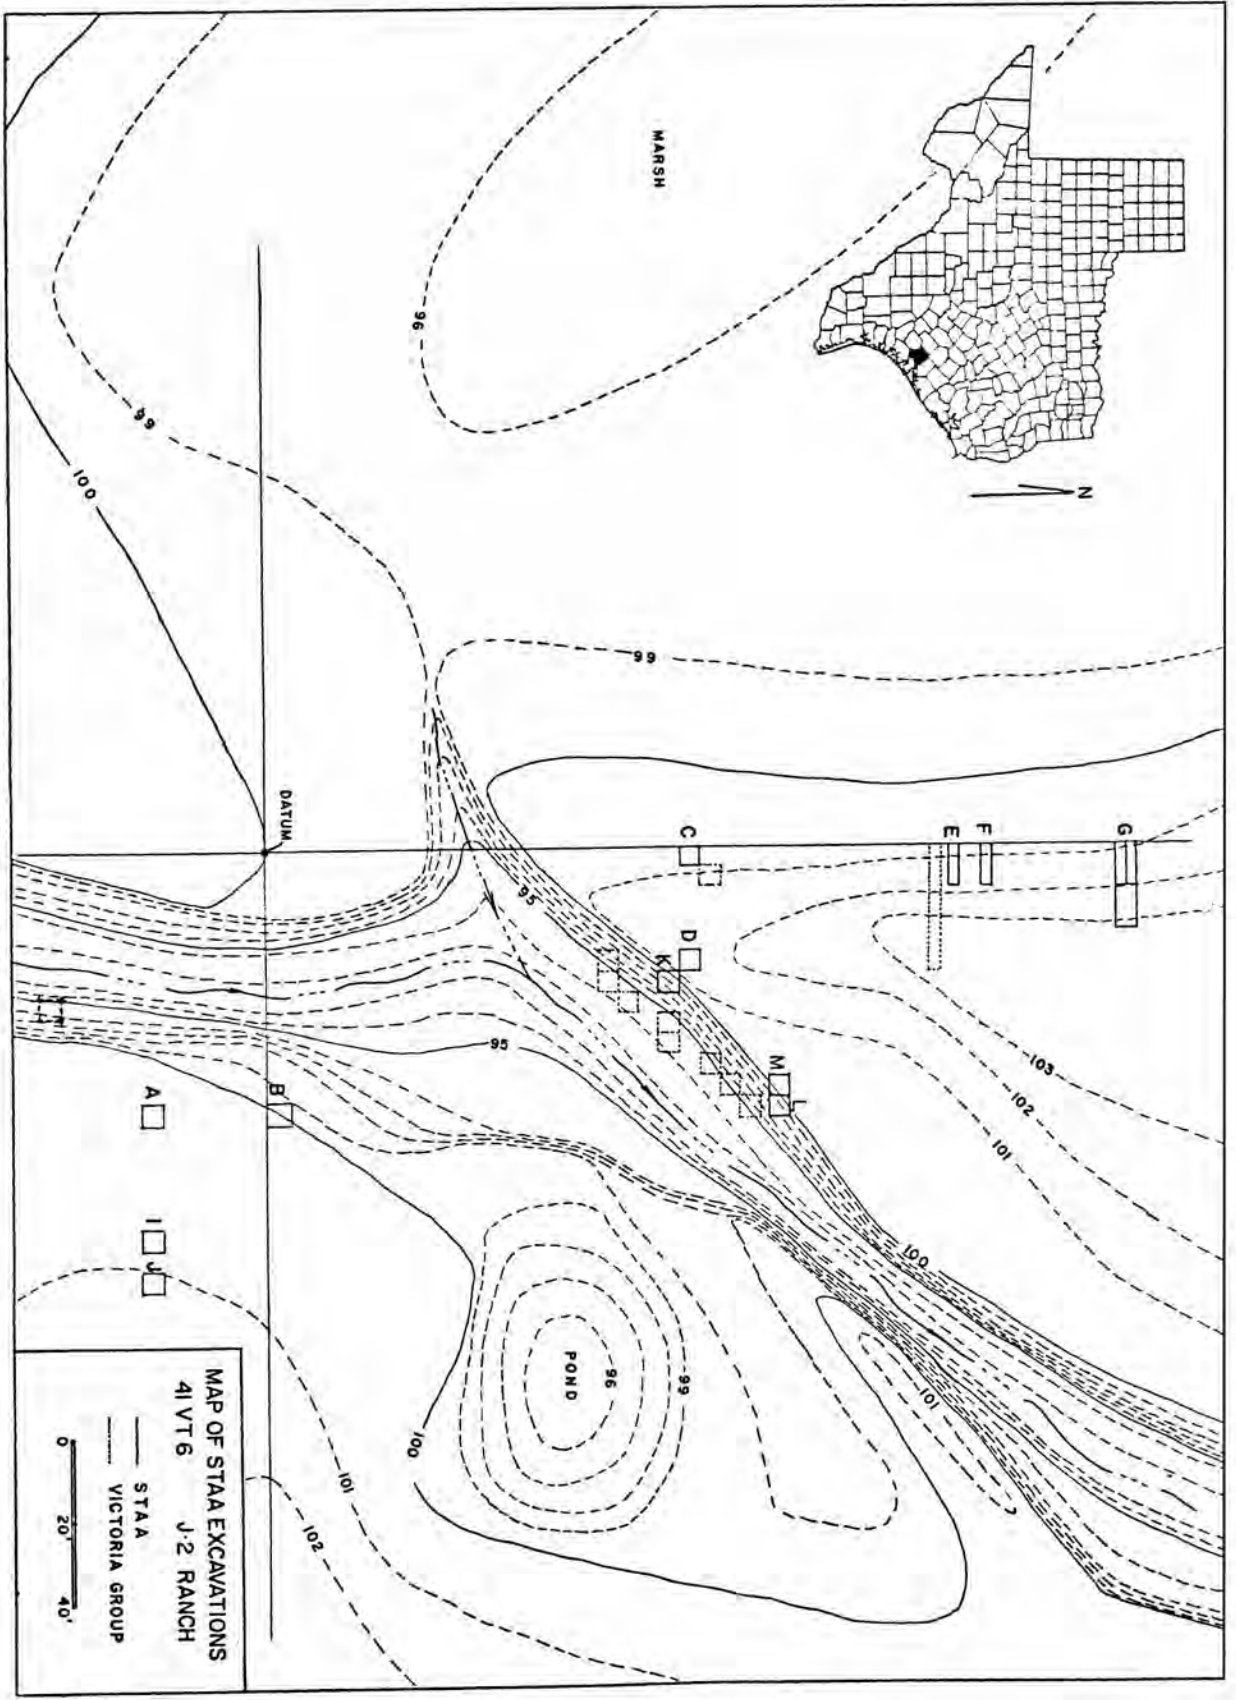 MARSH
96
99
100
N
99
DATUM
C
E
F
G
95
D
K
95
M
L
103
102
101
A
B
I
J
100
POND
96
99
101
100
101
102
MAP OF STAA EXCAVATIONS
41 VT 6 J-2 RANCH
STAA
VICTORIA GROUP
0 20' 40'